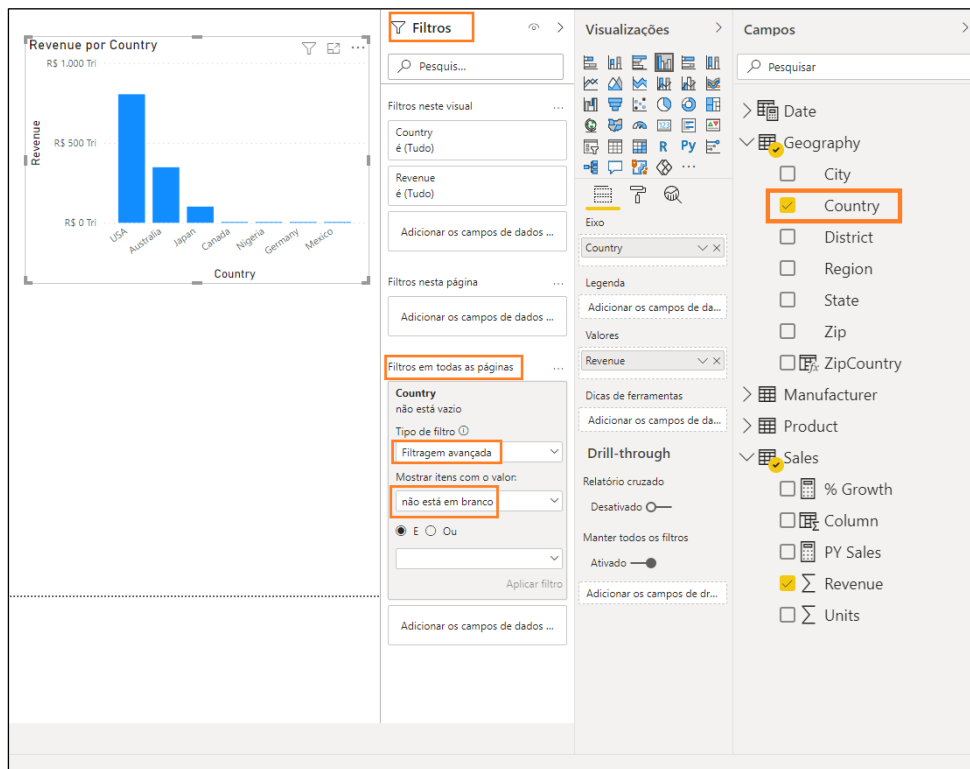 Revenue por Country
R$ 1.000 Tri
R$ 500 Tri
R$ 0 Tri
Revenue
USA
Australia
Japan
Canada
Nigeria
Germany
Mexico
Country
Filtros
Pesquis...
Filtros neste visual
Country
é (Tudo)
Revenue
é (Tudo)
Adicionar os campos de dados ...
Filtros nesta página
Adicionar os campos de dados ...
Filtros em todas as páginas
Country
não está vazio
Tipo de filtro
Filtragem avançada
Mostrar itens com o valor:
não está em branco
E Ou
Aplicar filtro
Adicionar os campos de dados ...
Visualizações
123
R Py
Eixo
Country
Legenda
Adicionar os campos de da...
Valores
Revenue
Dicas de ferramentas
Adicionar os campos de da...
Drill-through
Relatório cruzado
Desativado
Manter todos os filtros
Ativado
Adicionar os campos de dr...
Campos
Pesquisar
Date
Geography
City
Country
District
Region
State
Zip
ZipCountry
Manufacturer
Product
Sales
% Growth
Column
PY Sales
∑ Revenue
∑ Units